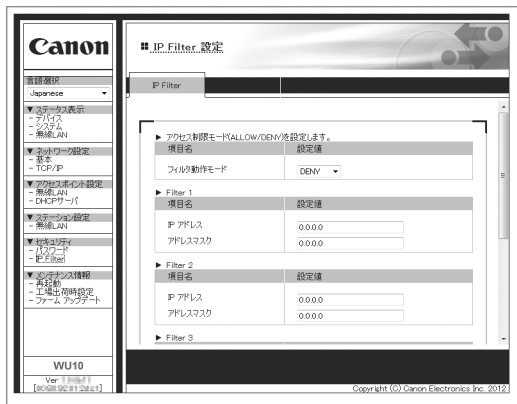 Canon
言語選択
Japanese
▼ ステータス表示
- デバイス
- システム
- 無線LAN
▼ ネットワーク設定
- 基本
- TCP/IP
▼ アクセスポイント設定
- 無線LAN
- DHCPサーバ
▼ ステーション設定
- 無線LAN
▼ セキュリティ
- パスワード
- IP Filter
▼ メンテナンス情報
- 再起動
- 工場出荷時設定
- ファーム アップデート
WU10
Ver
IP Filter 設定
IP Filter
▶ アクセス制限モード(ALLOW/DENY)を設定します。
項目名 設定値
フィルタ動作モード DENY
▶ Filter 1
項目名 設定値
IP アドレス 0.0.0.0
アドレスマスク 0.0.0.0
▶ Filter 2
項目名 設定値
IP アドレス 0.0.0.0
アドレスマスク 0.0.0.0
▶ Filter 3
Copyright (C) Canon Electronics Inc. 2012